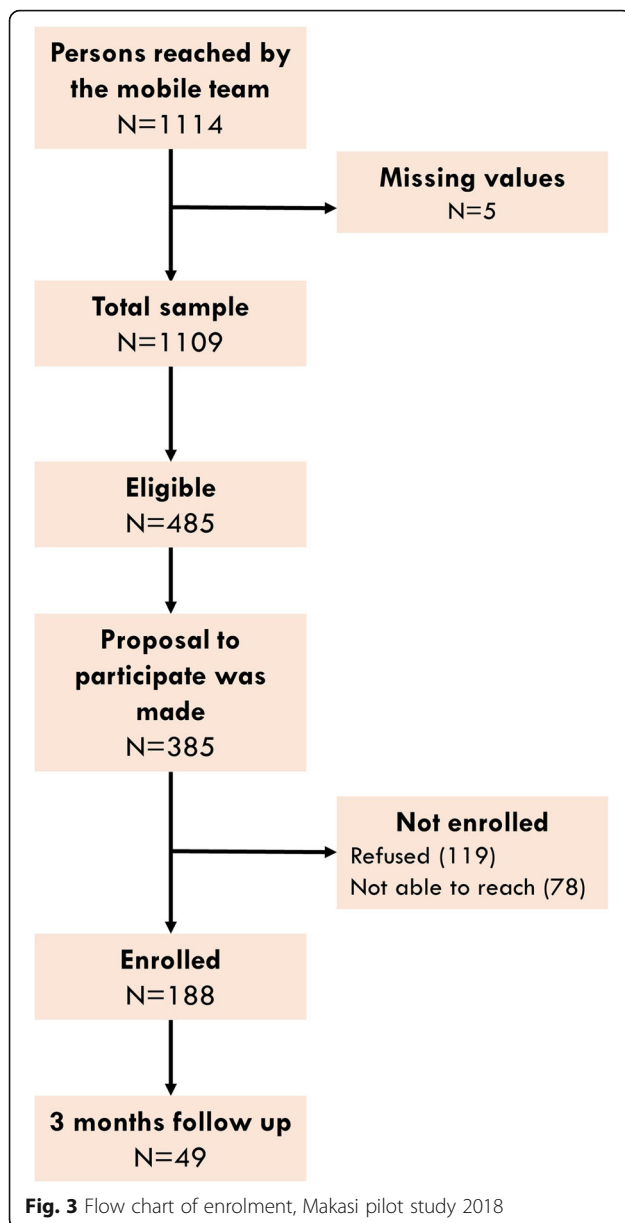 Persons reached by
the mobile team
N=1114
Missing values
N=5
Total sample
N=1109
Eligible
N=485
Proposal to
participate was
made
N=385
Not enrolled
Refused (119)
Not able to reach (78)
Enrolled
N=188
3 months follow up
N=49
Fig. 3 Flow chart of enrolment, Makasi pilot study 2018